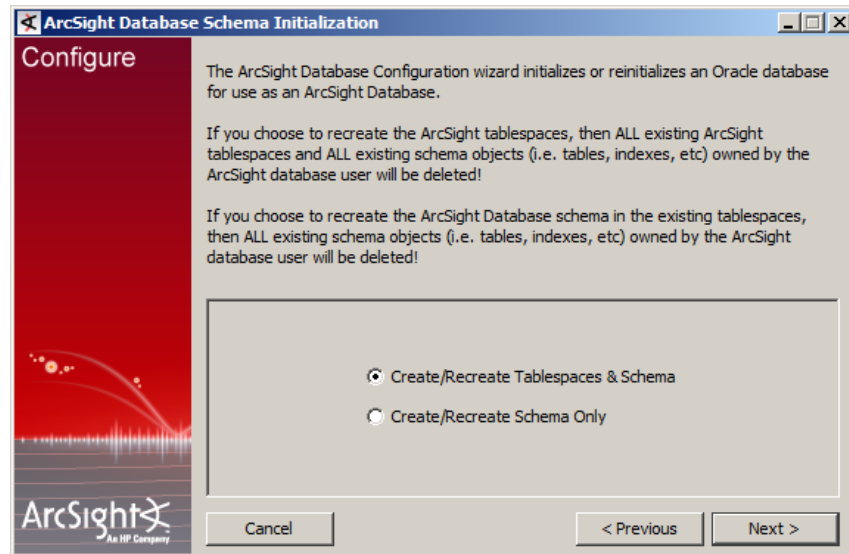 ArcSight Database Schema Initialization
Configure
The ArcSight Database Configuration wizard initializes or reinitializes an Oracle database
for use as an ArcSight Database.
If you choose to recreate the ArcSight tablespaces, then ALL existing ArcSight
tablespaces and ALL existing schema objects (i.e. tables, indexes, etc) owned by the
ArcSight database user will be deleted!
If you choose to recreate the ArcSight Database schema in the existing tablespaces,
then ALL existing schema objects (i.e. tables, indexes, etc) owned by the ArcSight
database user will be deleted!
Create/Recreate Tablespaces & Schema
Create/Recreate Schema Only
ArcSight
An HP Company
Cancel
< Previous
Next >